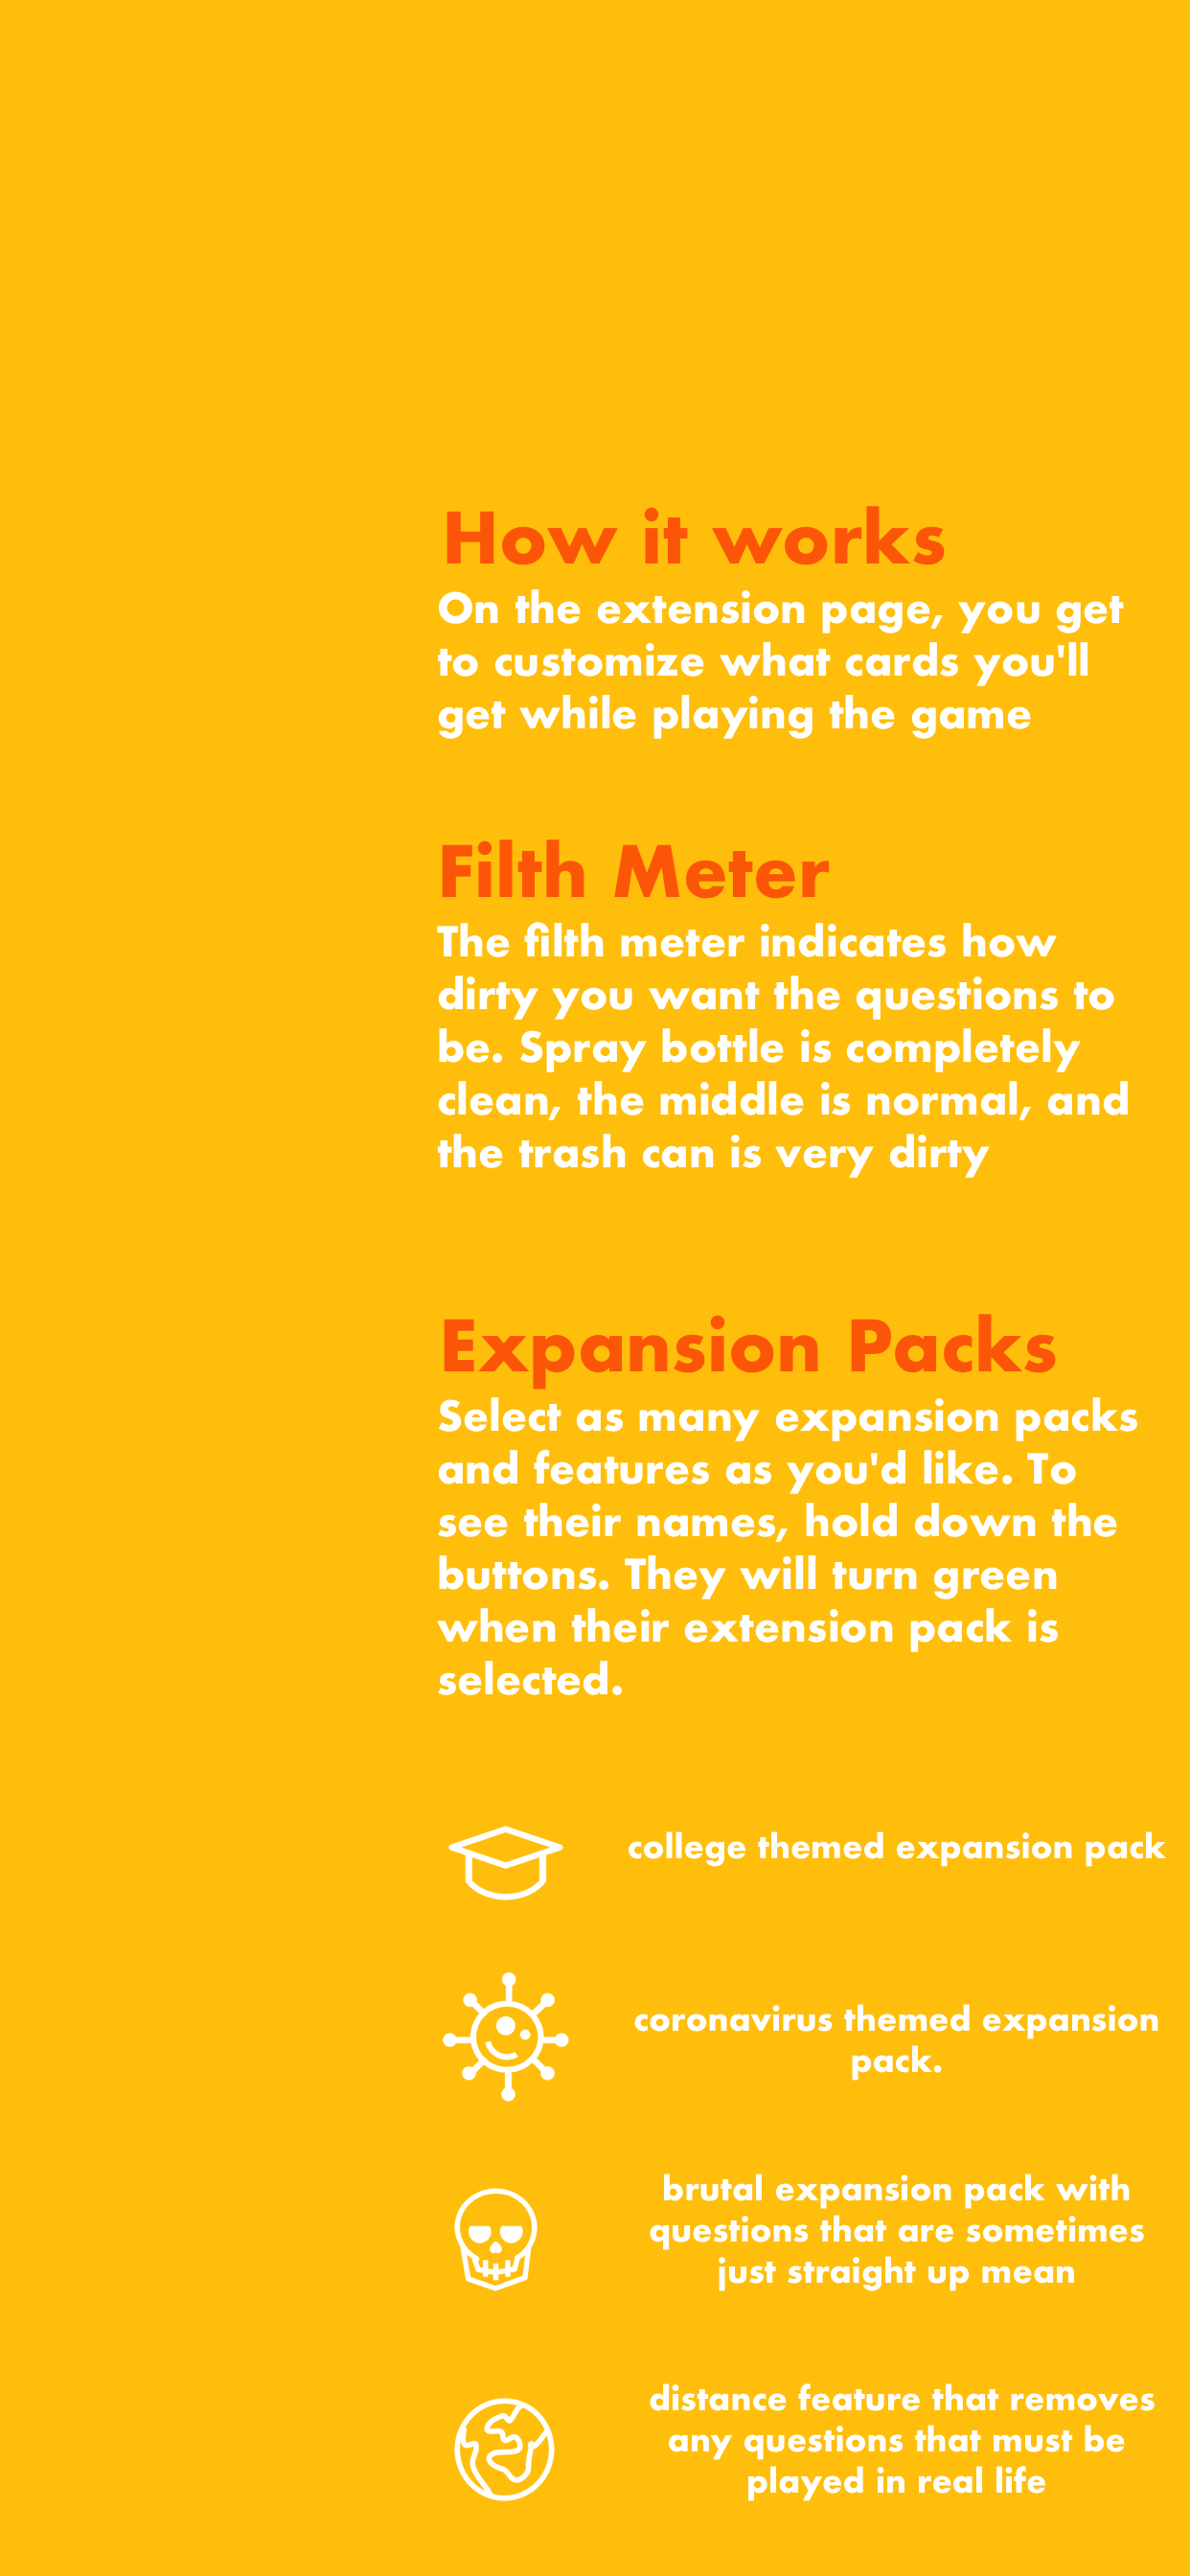 How it works
On the extension page, you get
to customize what cards you'll
get while playing the game
Filth Meter
The filth meter indicates how
dirty you want the questions to
be. Spray bottle is completely
clean, the middle is normal, and
the trash can is very dirty
Expansion Packs
Select as many expansion packs
and features as you'd like. To
see their names, hold down the
buttons. They will turn green
when their extension pack is
selected.
college themed expansion pack
coronavirus themed expansion
pack.
brutal expansion pack with
questions that are sometimes
just straight up mean
distance feature that removes
any questions that must be
played in real life